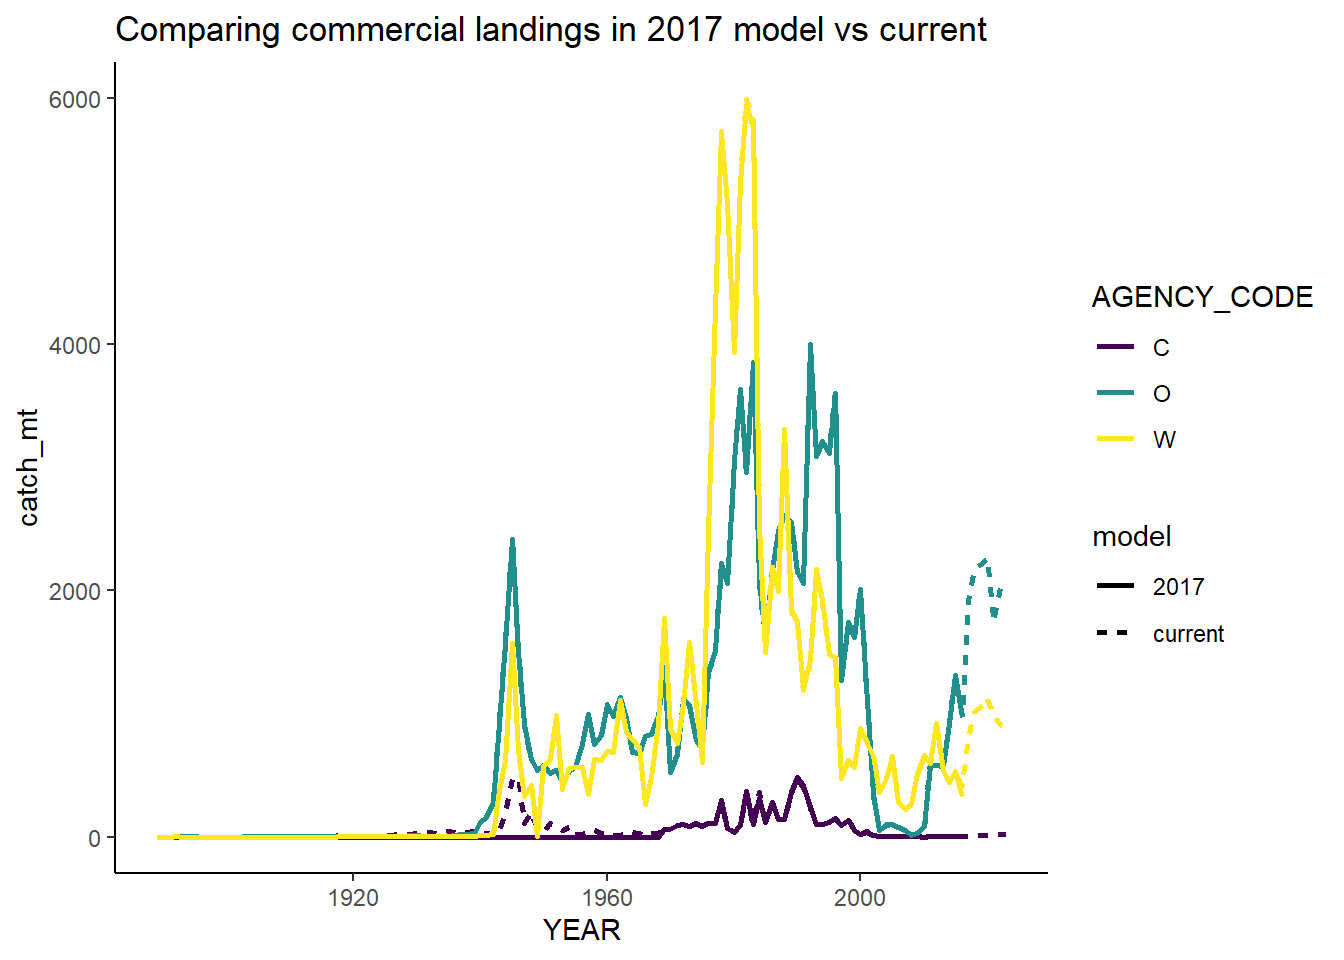 Comparing commercial landings in 2017 model vs current
6000
4000
2000
0
catch_mt
1920
1960
2000
YEAR
AGENCY_CODE
C
O
W
model
2017
current